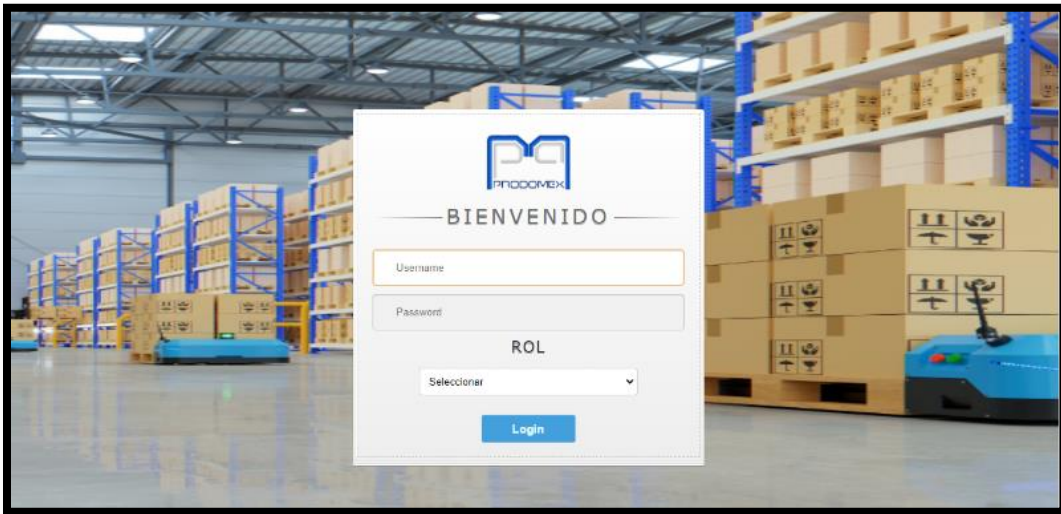 PRODOMEX
BIENVENIDO
Username
Password
ROL
Seleccionar
Login